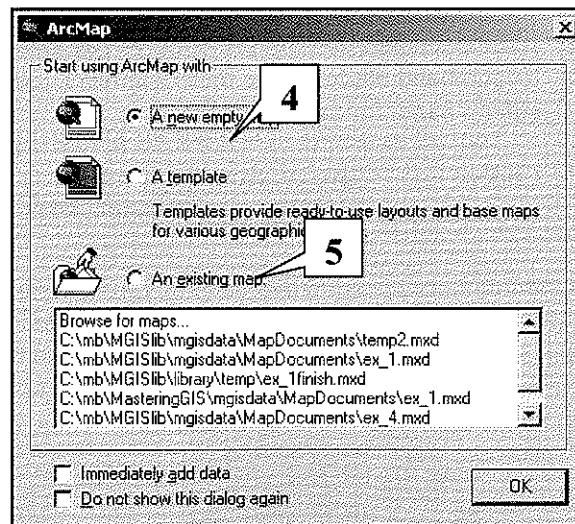 ArcMap
Start using ArcMap with
4
A new empty
A template
Templates provide ready-to-use layouts and base maps
for various geographic
5
An existing map:
Browse for maps...
C:\mb\MGISlib\mgisdata\MapDocuments\temp2.mxd
C:\mb\MGISlib\mgisdata\MapDocuments\ex_1.mxd
C:\mb\MGISlib\library\temp\ex_1finish.mxd
C:\mb\MasteringGIS\mgisdata\MapDocuments\ex_1.mxd
C:\mb\MGISlib\mgisdata\MapDocuments\ex_4.mxd
Immediately add data
Do not show this dialog again
OK